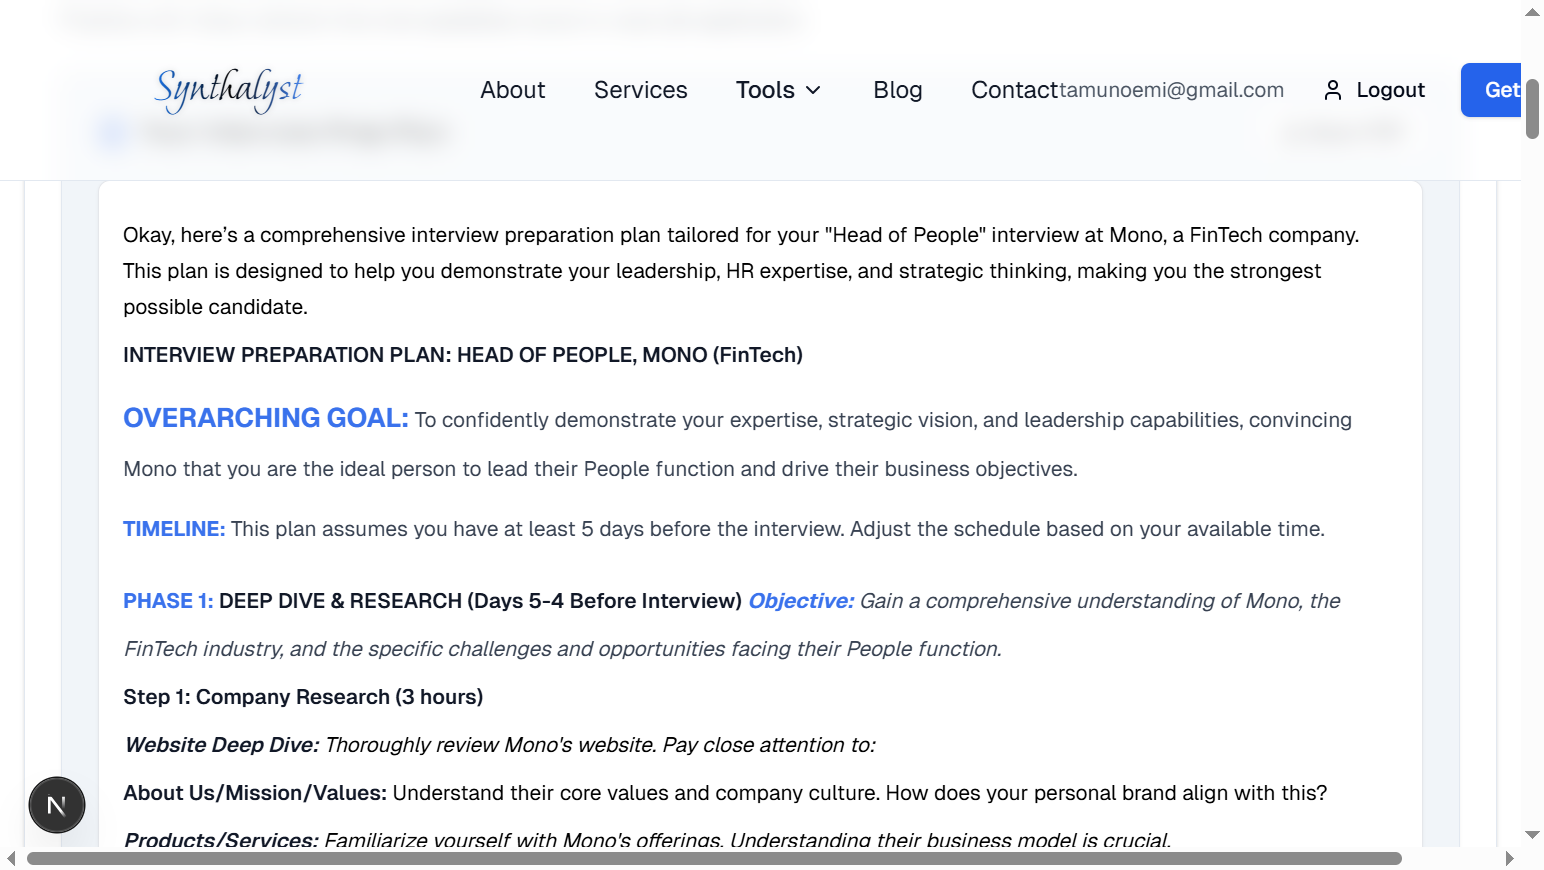 Synthalyst
About Services Tools Blog Contact tamunoemi@gmail.com Logout Get
Okay, here’s a comprehensive interview preparation plan tailored for your "Head of People" interview at Mono, a FinTech company.
This plan is designed to help you demonstrate your leadership, HR expertise, and strategic thinking, making you the strongest
possible candidate.
INTERVIEW PREPARATION PLAN: HEAD OF PEOPLE, MONO (FinTech)
OVERARCHING GOAL: To confidently demonstrate your expertise, strategic vision, and leadership capabilities, convincing
Mono that you are the ideal person to lead their People function and drive their business objectives.
TIMELINE: This plan assumes you have at least 5 days before the interview. Adjust the schedule based on your available time.
PHASE 1: DEEP DIVE & RESEARCH (Days 5-4 Before Interview) Objective: Gain a comprehensive understanding of Mono, the
FinTech industry, and the specific challenges and opportunities facing their People function.
Step 1: Company Research (3 hours)
Website Deep Dive: Thoroughly review Mono's website. Pay close attention to:
About Us/Mission/Values: Understand their core values and company culture. How does your personal brand align with this?
N
Products/Services: Familiarize yourself with Mono's offerings. Understanding their business model is crucial.